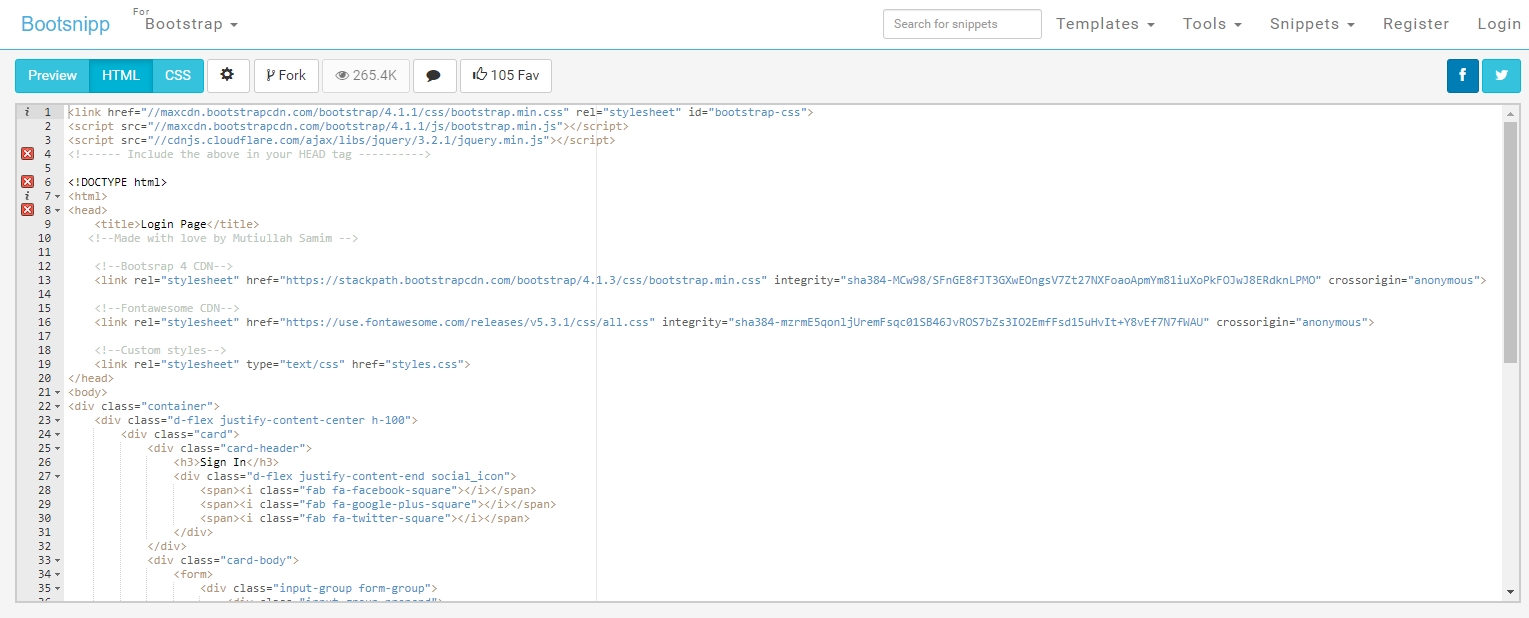 Bootsnipp For Bootstrap Search for snippets Templates Tools Snippets Register Login
Preview HTML CSS Fork 265.4K 105 Fav
1 <link href="//maxcdn.bootstrapcdn.com/bootstrap/4.1.1/css/bootstrap.min.css" rel="stylesheet" id="bootstrap-css">
2 <script src="//maxcdn.bootstrapcdn.com/bootstrap/4.1.1/js/bootstrap.min.js"></script>
3 <script src="//cdnjs.cloudflare.com/ajax/libs/jquery/3.2.1/jquery.min.js"></script>
4 <!------ Include the above in your HEAD tag ---------->
5
6 <!DOCTYPE html>
7 <html>
8 <head>
9 <title>Login Page</title>
10 <!--Made with love by Mutiullah Samim -->
11
12 <!--Bootsrap 4 CDN-->
13 <link rel="stylesheet" href="https://stackpath.bootstrapcdn.com/bootstrap/4.1.3/css/bootstrap.min.css" integrity="sha384-MCw98/SFnGE8fJT3GXwEOngsV7Zt27NXFoaoApmYm81iuXoPkFOJwJ8ERdknLPMO" crossorigin="anonymous">
14
15 <!--Fontawesome CDN-->
16 <link rel="stylesheet" href="https://use.fontawesome.com/releases/v5.3.1/css/all.css" integrity="sha384-mzrmE5qonljUremFsqc01SB46JvROS7bZs3IO2EmfFsd15uHvIt+Y8vEf7N7fWAU" crossorigin="anonymous">
17
18 <!--Custom styles-->
19 <link rel="stylesheet" type="text/css" href="styles.css">
20 </head>
21 <body>
22 <div class="container">
23 <div class="d-flex justify-content-center h-100">
24 <div class="card">
25 <div class="card-header">
26 <h3>Sign In</h3>
27 <div class="d-flex justify-content-end social_icon">
28 <span><i class="fab fa-facebook-square"></i></span>
29 <span><i class="fab fa-google-plus-square"></i></span>
30 <span><i class="fab fa-twitter-square"></i></span>
31 </div>
32 </div>
33 <div class="card-body">
34 <form>
35 <div class="input-group form-group">